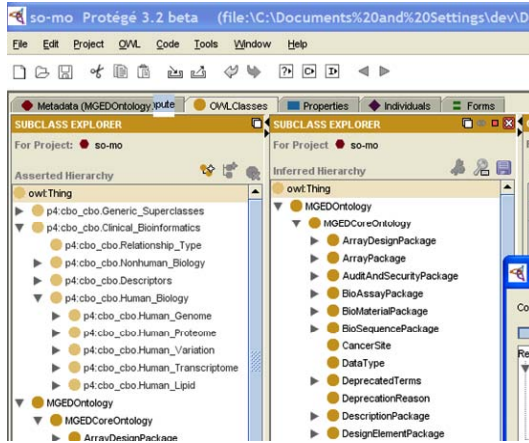 so-mo Protégé 3.2 beta (file:\C:\Documents%20and%20Settings\dev\D
File Edit Project OWL Code Tools Window Help
Metadata (MGEDOntology. pute OWLClasses Properties Individuals Forms
SUBCLASS EXPLORER
For Project: so-mo
Asserted Hierarchy
owl:Thing
p4:cbo_cbo.Generic_Superclasses
p4:cbo_cbo.Clinical_Bioinformatics
p4:cbo_cbo.Relationship_Type
p4:cbo_cbo.Nonhuman_Biology
p4:cbo_cbo.Descriptors
p4:cbo_cbo.Human_Biology
p4:cbo_cbo.Human_Genome
p4:cbo_cbo.Human_Proteome
p4:cbo_cbo.Human_Variation
p4:cbo_cbo.Human_Transcriptome
p4:cbo_cbo.Human_Lipid
MGEDOntology
MGEDCoreOntology
ArrayDesignPackage
SUBCLASS EXPLORER
For Project: so-mo
Inferred Hierarchy
owl:Thing
MGEDOntology
MGEDCoreOntology
ArrayDesignPackage
ArrayPackage
AuditAndSecurityPackage
BioAssayPackage
BioMaterialPackage
BioSequencePackage
CancerSite
DataType
DeprecatedTerms
DeprecationReason
DescriptionPackage
DesignElementPackage
Co
Re